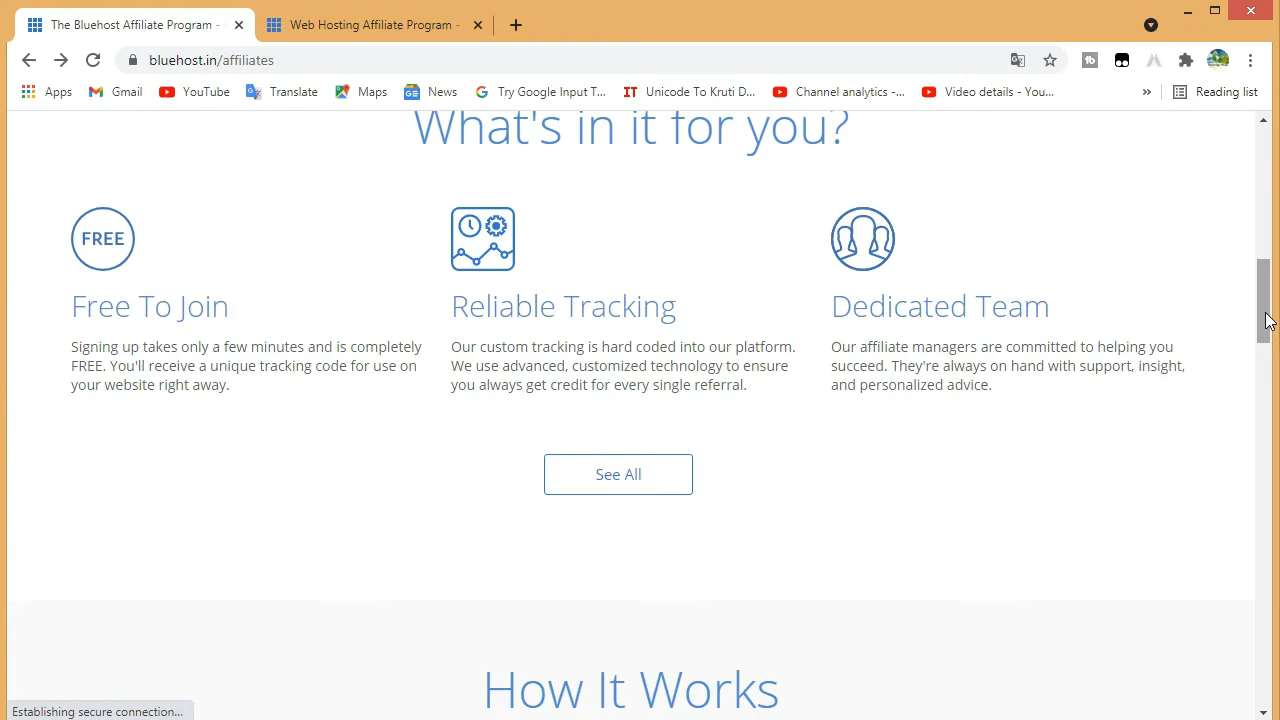 The Bluehost Affiliate Program -
Web Hosting Affiliate Program -
bluehost.in/affiliates
Apps Gmail YouTube Translate Maps News Try Google Input T... Unicode To Kruti D... Channel analytics -... Video details - You... » Reading list
What's in it for you?
FREE
Free To Join
Signing up takes only a few minutes and is completely
FREE. You'll receive a unique tracking code for use on
your website right away.
Reliable Tracking
Our custom tracking is hard coded into our platform.
We use advanced, customized technology to ensure
you always get credit for every single referral.
Dedicated Team
Our affiliate managers are committed to helping you
succeed. They're always on hand with support, insight,
and personalized advice.
See All
How It Works
Establishing secure connection...